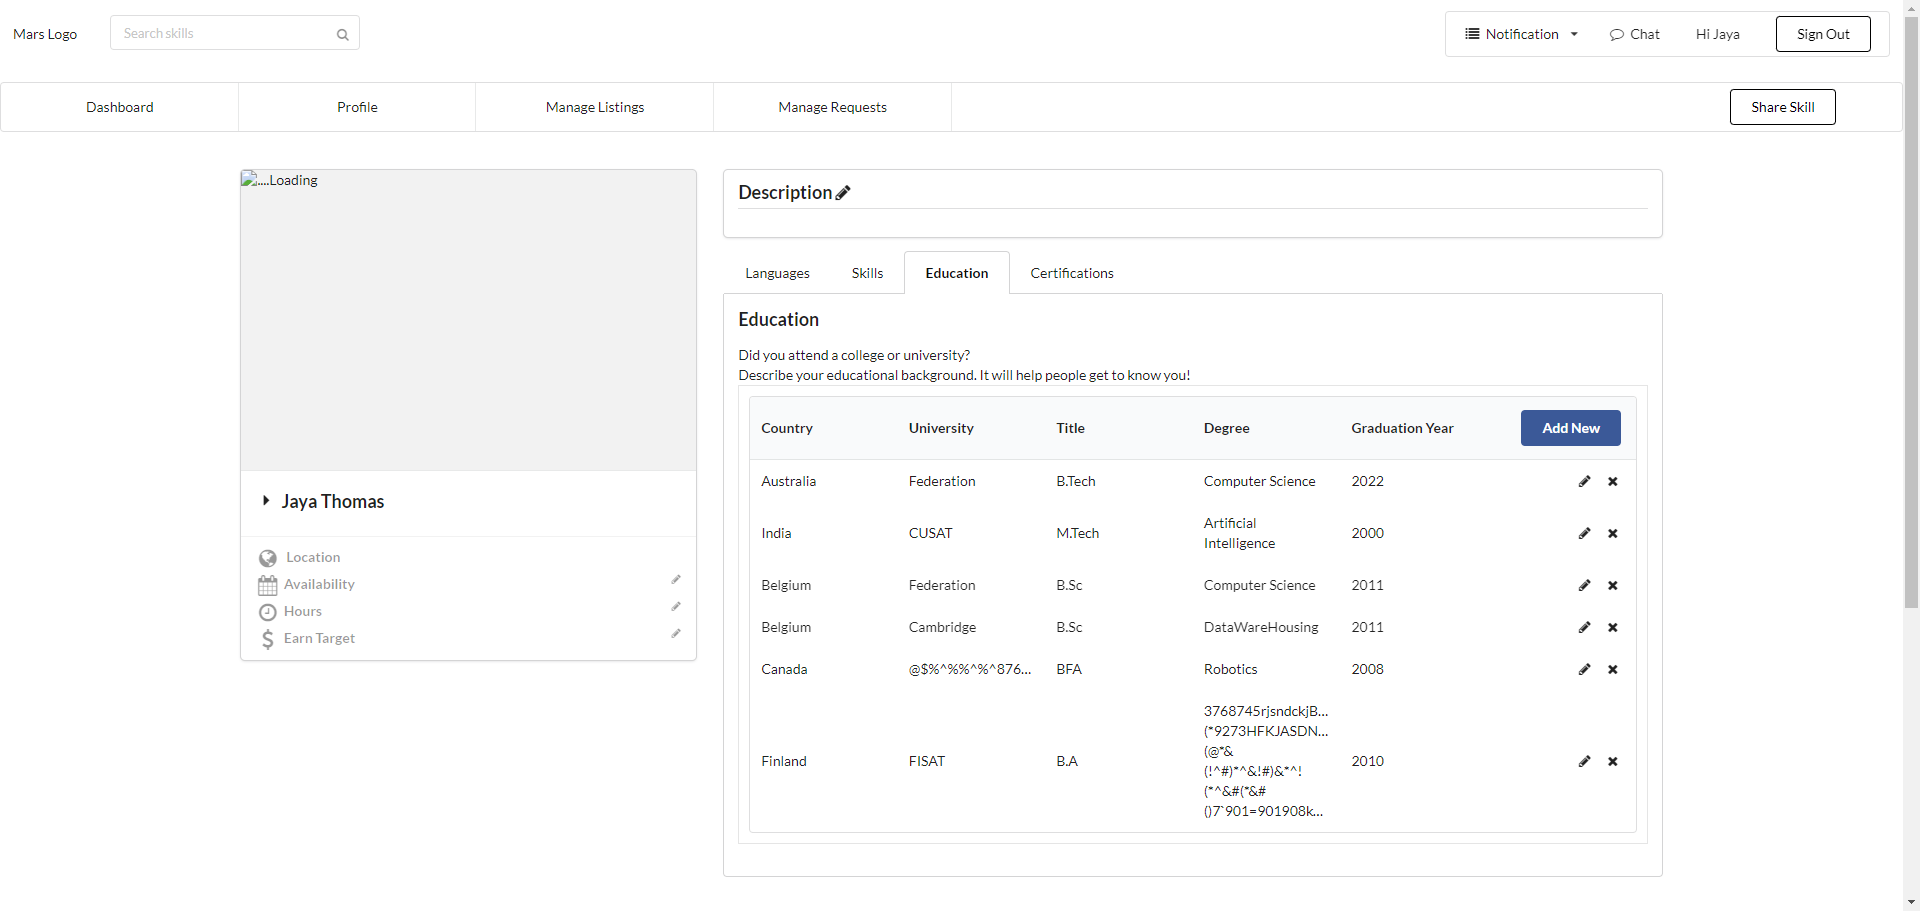 Mars Logo
Search skills
Notification
Chat
Hi Jaya
Sign Out
Dashboard
Profile
Manage Listings
Manage Requests
Share Skill
....Loading
Jaya Thomas
Location
Availability
Hours
Earn Target
Description
Languages
Skills
Education
Certifications
Education
Did you attend a college or university?
Describe your educational background. It will help people get to know you!
Country University Title Degree Graduation Year Add New
Australia Federation B.Tech Computer Science 2022
India CUSAT M.Tech Artificial Intelligence 2000
Belgium Federation B.Sc Computer Science 2011
Belgium Cambridge B.Sc DataWareHousing 2011
Canada @$%^%%^%^876... BFA Robotics 2008
Finland FISAT B.A
3768745rjsndckjB...
(*9273HFKJASDN...
(@*&
(!^#)*^&!#)&*^!
(*^&#(*&#
()7`901=901908k...
2010